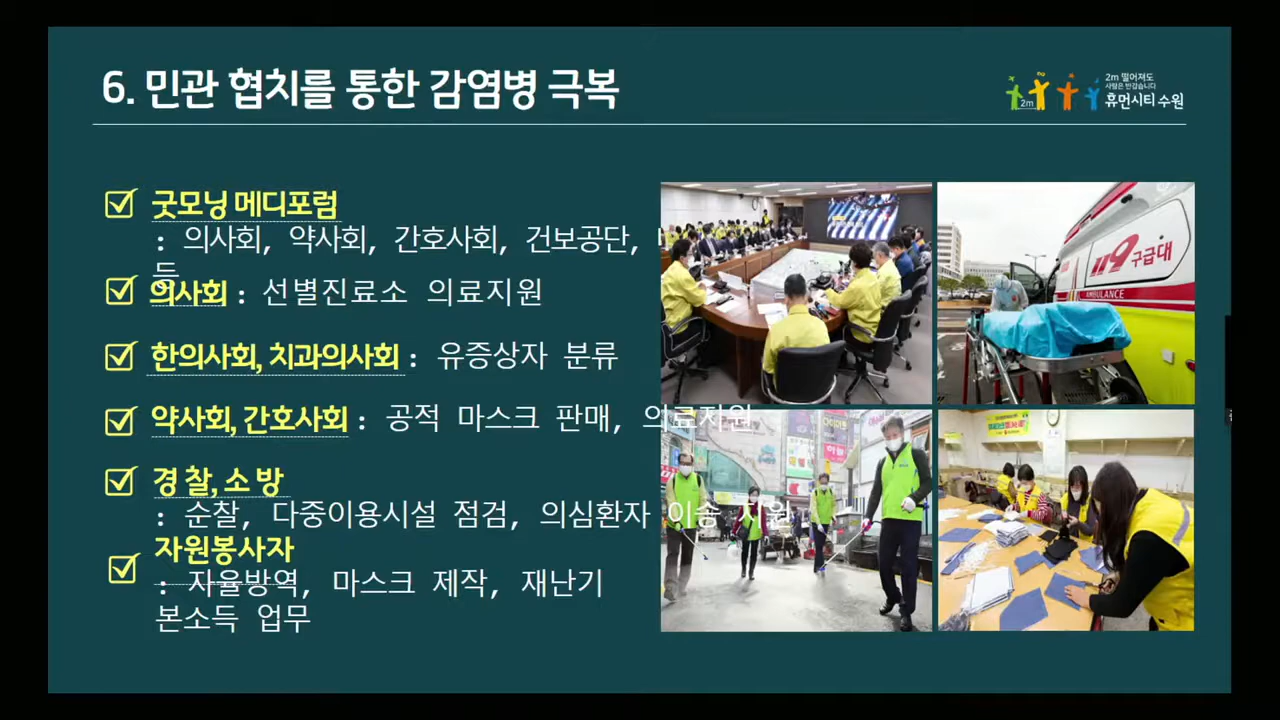 6. 민관 협치를 통한 감염병 극복
2m 떨어져도
사람은 반갑습니다
휴먼시티 수원
2m
굿모닝 메디포럼
: 의사회, 약사회, 간호사회, 건보공단,
등
의사회 : 선별진료소 의료지원
한의사회, 치과의사회 : 유증상자 분류
약사회, 간호사회 : 공적 마스크 판매, 의료지원
경 찰, 소 방
: 순찰, 다중이용시설 점검, 의심환자 이송 지원
자원봉사자
: 자율방역, 마스크 제작, 재난기
본소득 업무
119 구급대
AMBULANCE